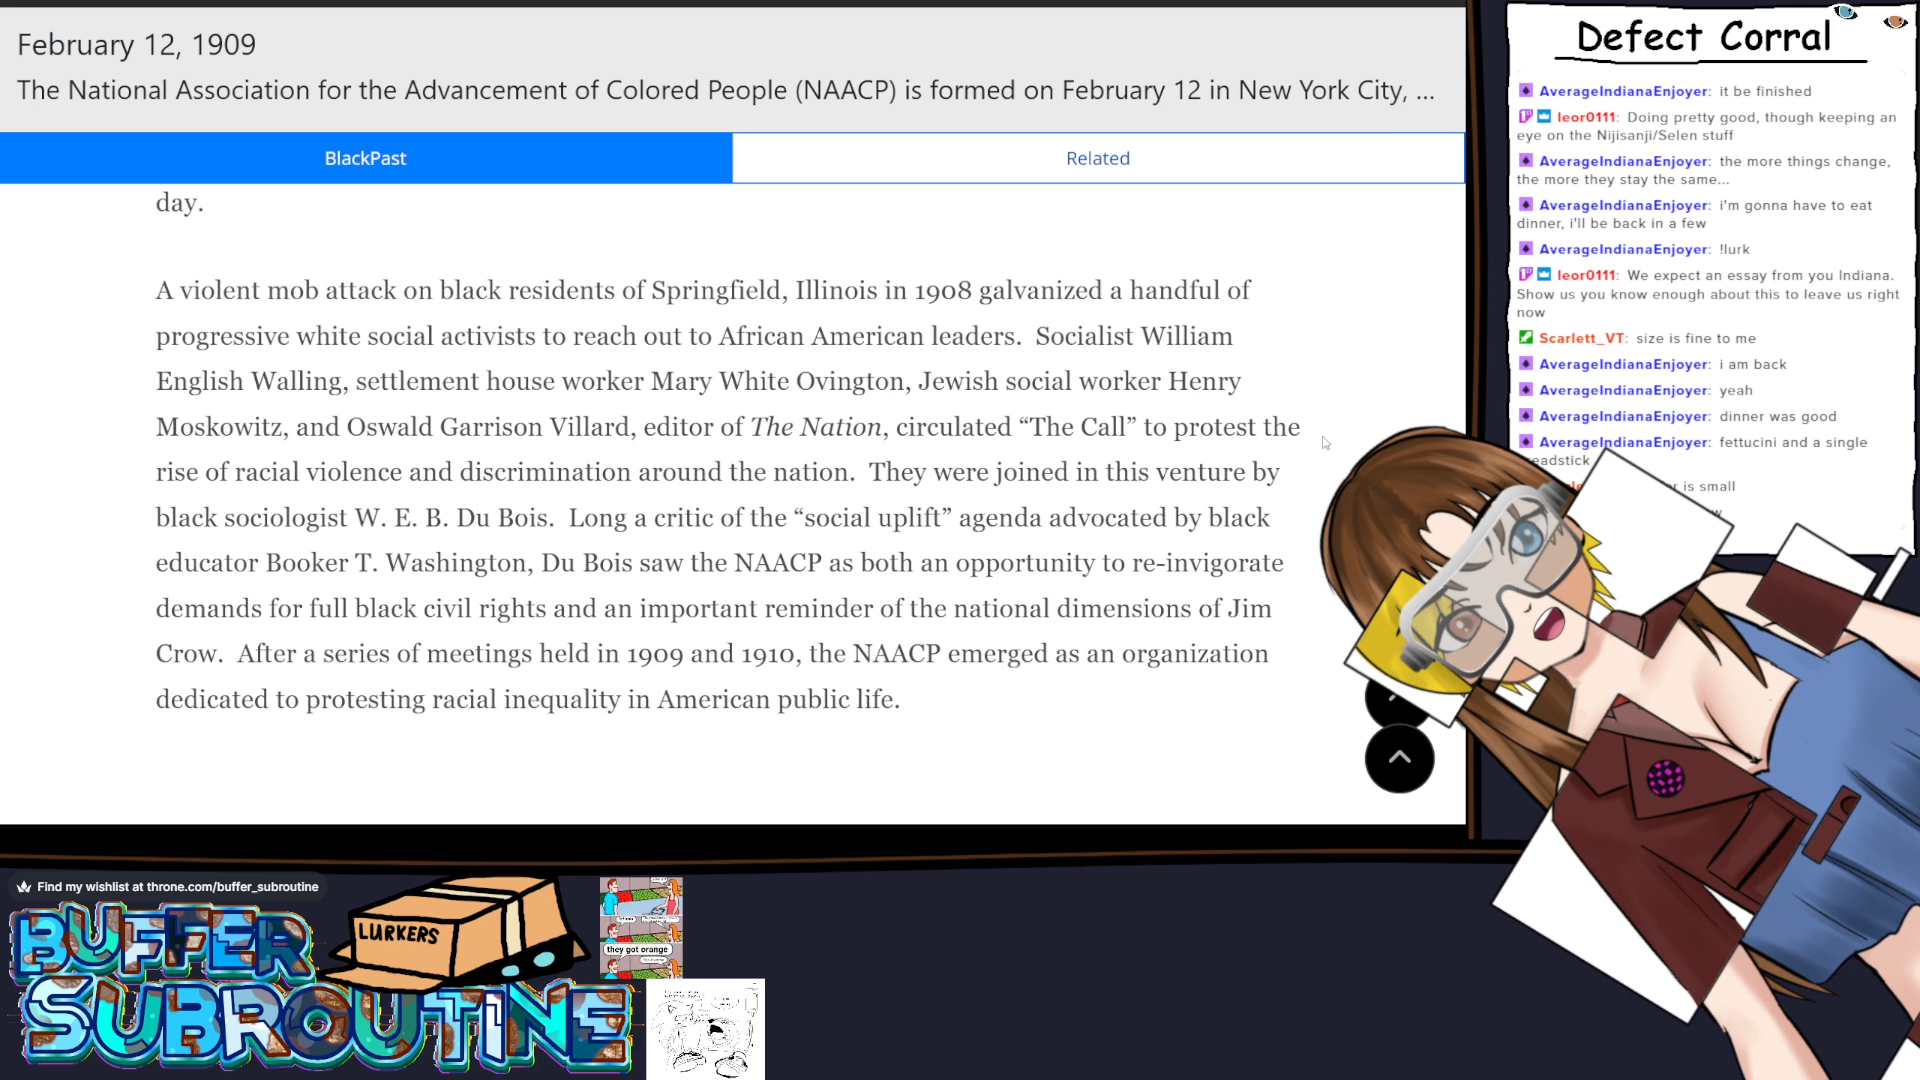 February 12, 1909
The National Association for the Advancement of Colored People (NAACP) is formed on February 12 in New York City, ...
BlackPast
Related
day.
A violent mob attack on black residents of Springfield, Illinois in 1908 galvanized a handful of
progressive white social activists to reach out to African American leaders.  Socialist William
English Walling, settlement house worker Mary White Ovington, Jewish social worker Henry
Moskowitz, and Oswald Garrison Villard, editor of The Nation, circulated “The Call” to protest the
rise of racial violence and discrimination around the nation.  They were joined in this venture by
black sociologist W. E. B. Du Bois.  Long a critic of the “social uplift” agenda advocated by black
educator Booker T. Washington, Du Bois saw the NAACP as both an opportunity to re-invigorate
demands for full black civil rights and an important reminder of the national dimensions of Jim
Crow.  After a series of meetings held in 1909 and 1910, the NAACP emerged as an organization
dedicated to protesting racial inequality in American public life.
Defect Corral
AverageIndianaEnjoyer: it be finished
leor0111: Doing pretty good, though keeping an
eye on the Nijisanji/Selen stuff
AverageIndianaEnjoyer: the more things change,
the more they stay the same...
AverageIndianaEnjoyer: i'm gonna have to eat
dinner, i'll be back in a few
AverageIndianaEnjoyer: !lurk
leor0111: We expect an essay from you Indiana.
Show us you know enough about this to leave us right
now
Scarlett_VT: size is fine to me
AverageIndianaEnjoyer: i am back
AverageIndianaEnjoyer: yeah
AverageIndianaEnjoyer: dinner was good
AverageIndianaEnjoyer: fettucini and a single
eadstick
is small
Find my wishlist at throne.com/buffer_subroutine
BUFFER
SUBROUTINE
LURKERS
they got orange